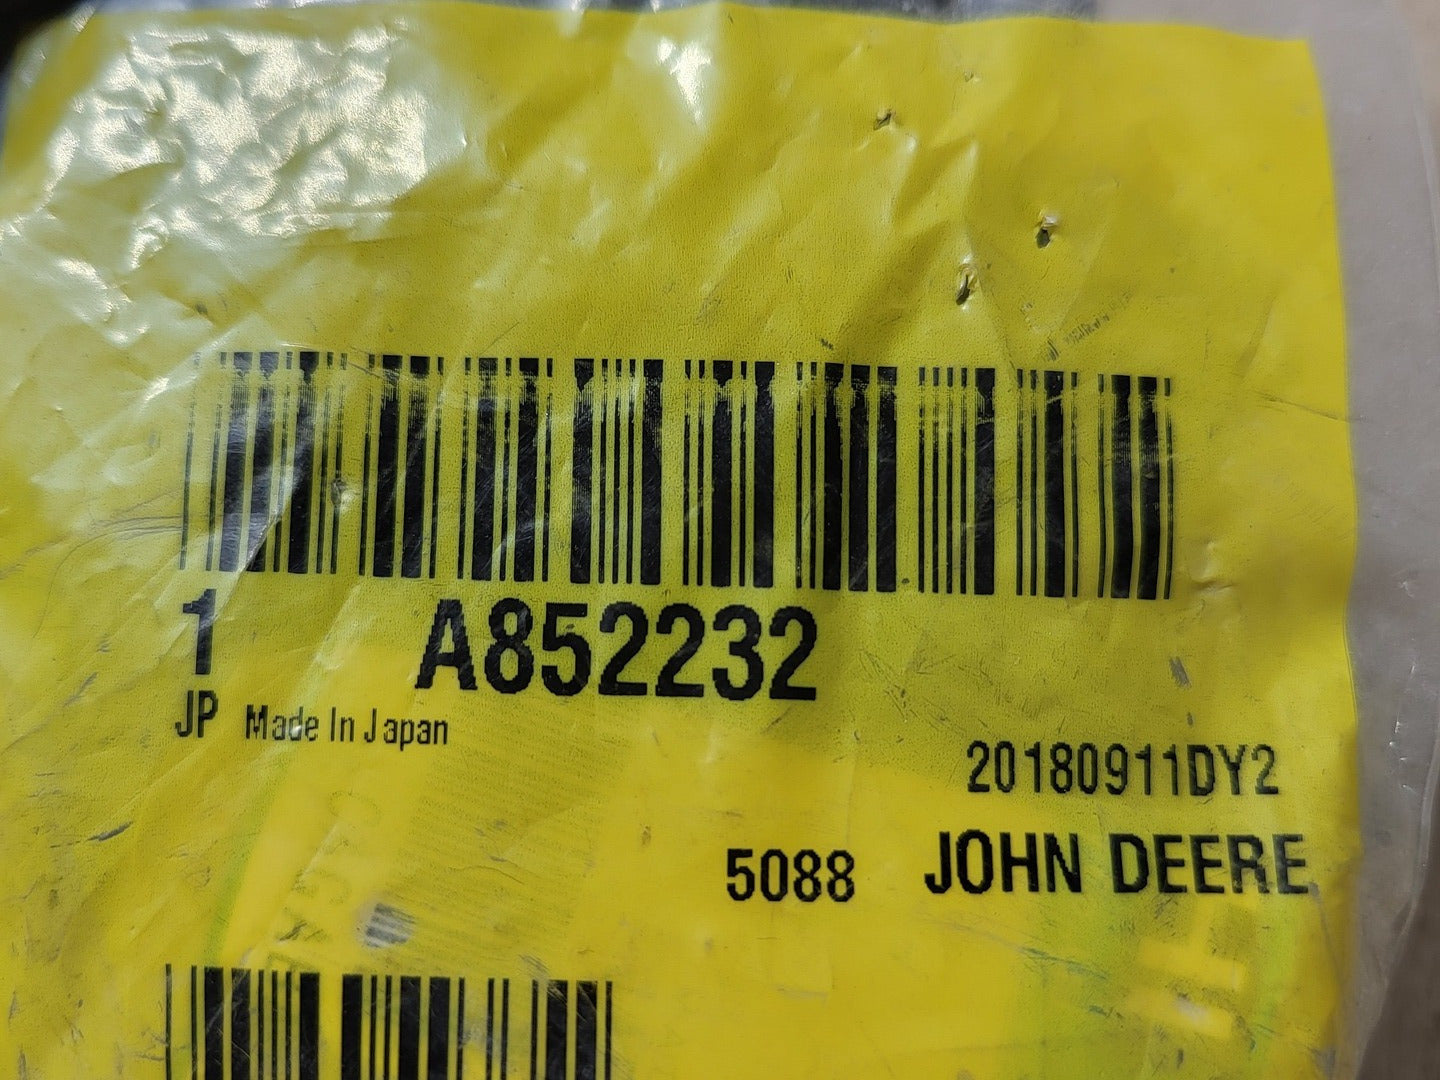 1 A852232
JP Made In Japan
20180911DY2
5088 JOHN DEERE